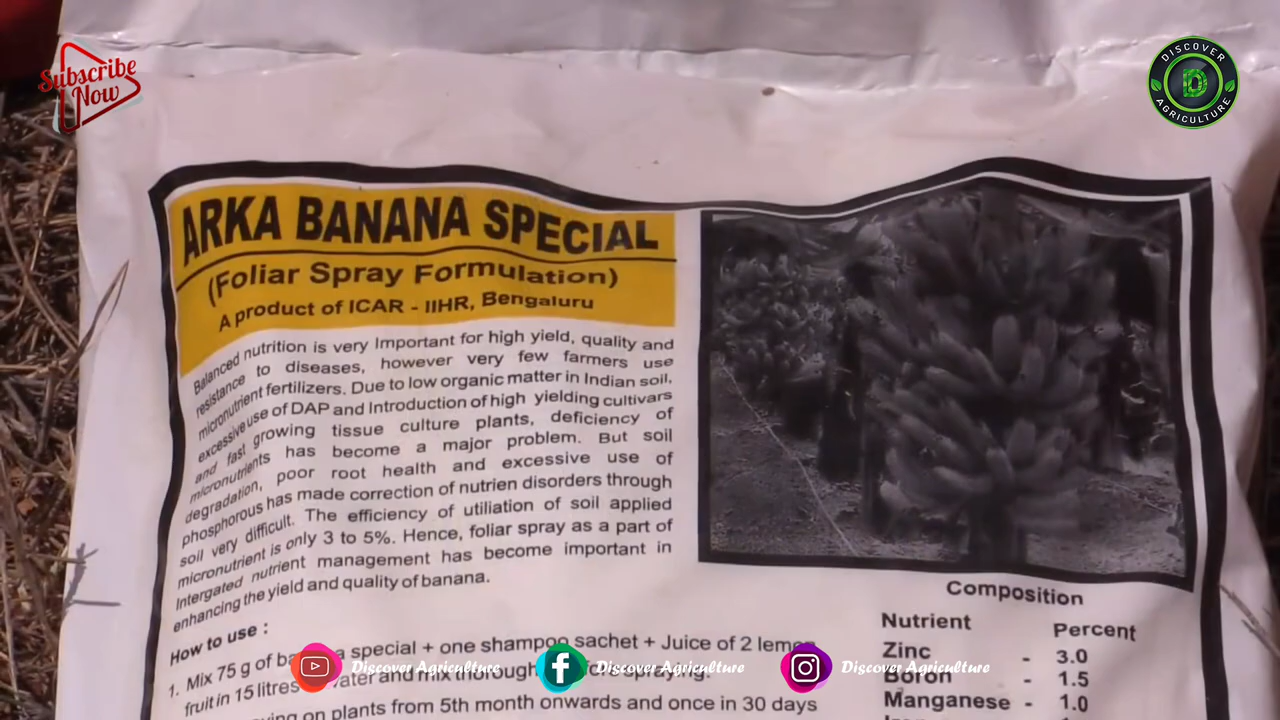 Subscribe
Now
DISCOVER
D
AGRICULTURE
ARKA BANANA SPECIAL
(Foliar Spray Formulation)
A product of ICAR - IIHR, Bengaluru
Balanced nutrition is very Important for high yield, quality and
resistance to diseases, however very few farmers use
micronutrient fertilizers. Due to low organic matter in Indian soil,
excessive use of DAP and Introduction of high yielding cultivars
and fast growing tissue culture plants, deficiency of
micronutrients has become a major problem. But soil
degradation, poor root health and excessive use of
phosphorous has made correction of nutrien disorders through
soil very difficult. The efficiency of utiliation of soil applied
micronutrient is only 3 to 5%. Hence, foliar spray as a part of
Intergated nutrient management has become important in
enhancing the yield and quality of banana.
How to use :
1. Mix 75 g of special + one shampoo sachet + Juice of 2 lemon
fruit in 15 litres water and mix thorough spraying.
on plants from 5th month onwards and once in 30 days
Composition
Nutrient Percent
Zinc - 3.0
Boron - 1.5
Manganese - 1.0
Discover Agriculture
Discover Agriculture
Discover Agriculture